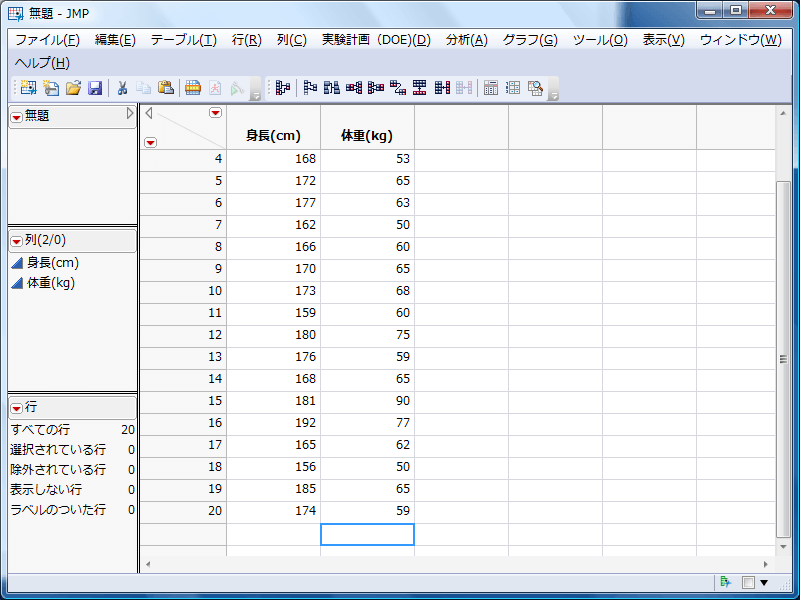 無題 - JMP
ファイル(F) 編集(E) テーブル(T) 行(R) 列(C) 実験計画（DOE)(D) 分析(A) グラフ(G) ツール(O) 表示(V) ウィンドウ(W)
ヘルプ(H)
無題
列(2/0)
身長(cm)
体重(kg)
行
すべての行 20
選択されている行 0
除外されている行 0
表示しない行 0
ラベルのついた行 0
身長(cm) 体重(kg)
4 168 53
5 172 65
6 177 63
7 162 50
8 166 60
9 170 65
10 173 68
11 159 60
12 180 75
13 176 59
14 168 65
15 181 90
16 192 77
17 165 62
18 156 50
19 185 65
20 174 59